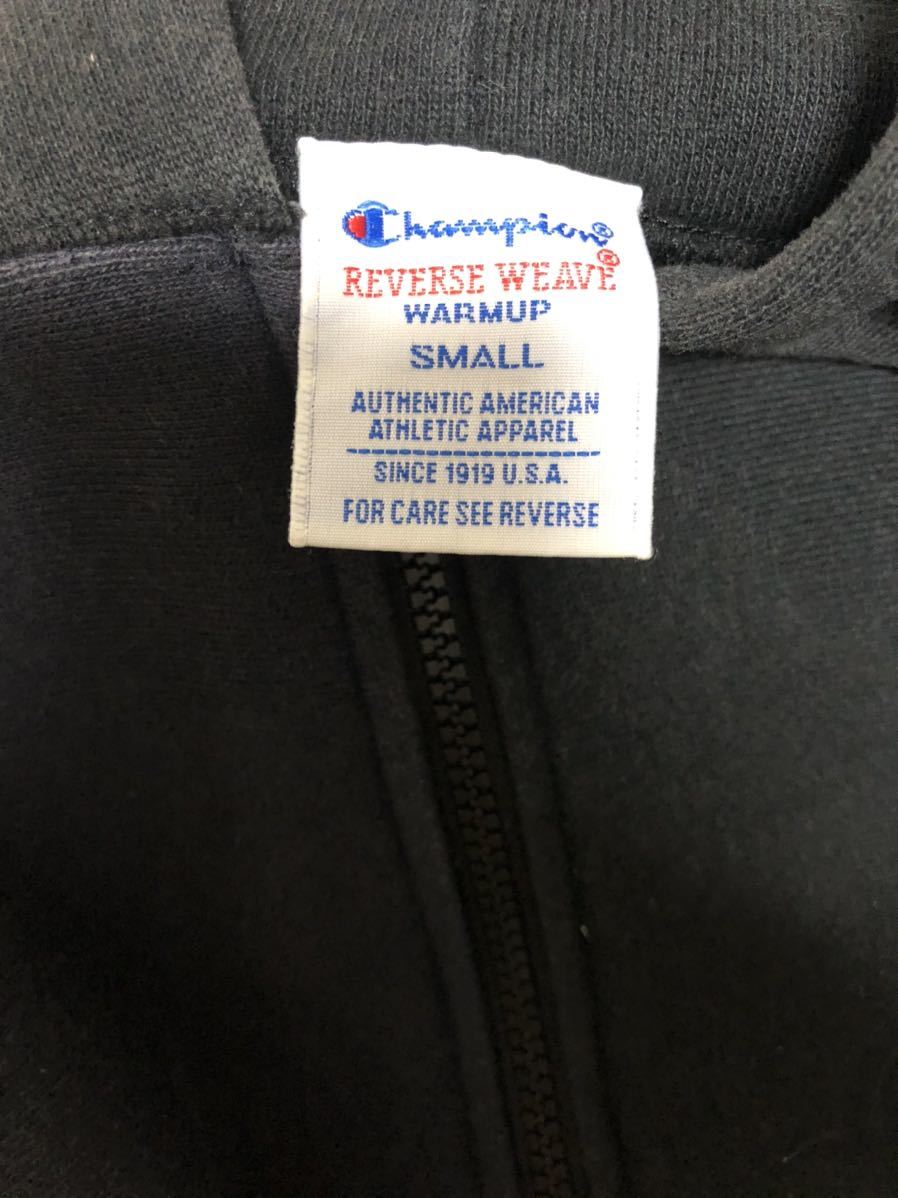 Champion®
REVERSE WEAVE®
WARMUP
SMALL
AUTHENTIC AMERICAN
ATHLETIC APPAREL
SINCE 1919 U.S.A.
FOR CARE SEE REVERSE